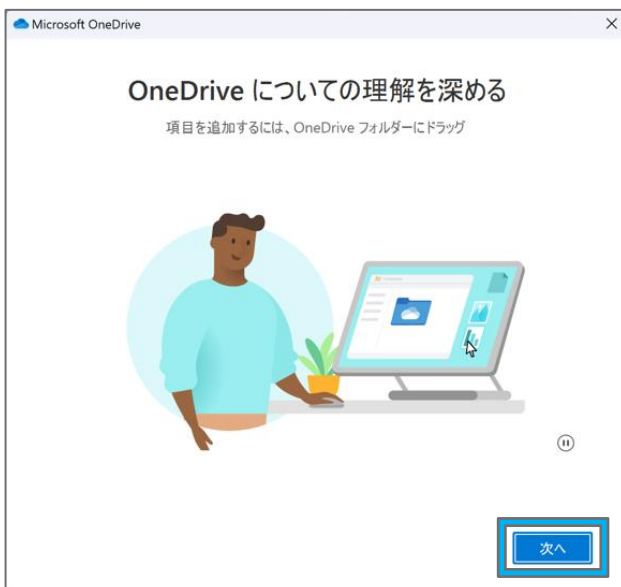 Microsoft OneDrive
OneDrive についての理解を深める
項目を追加するには、OneDrive フォルダーにドラッグ
次へ